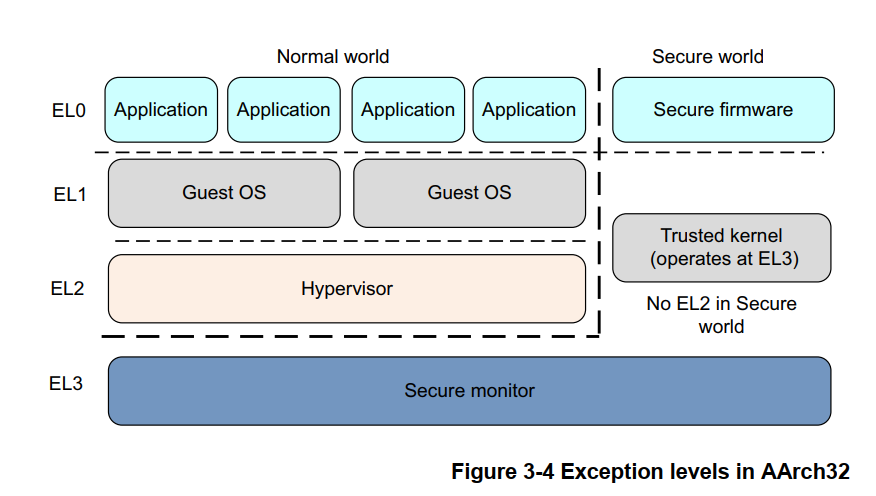 Normal world
Secure world
EL0
Application
Application
Application
Application
Secure firmware
EL1
Guest OS
Guest OS
Trusted kernel
(operates at EL3)
EL2
Hypervisor
No EL2 in Secure
world
EL3
Secure monitor
Figure 3-4 Exception levels in AArch32